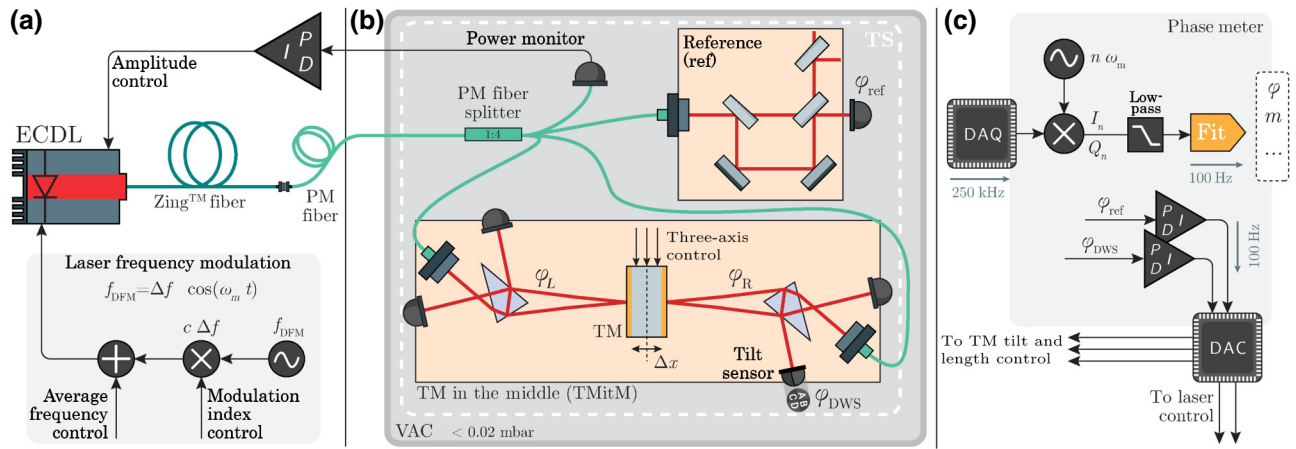 (a)
P
I
D
Amplitude
control
ECDL
Zing™ fiber
PM
fiber
Laser frequency modulation
f_DFM=Δf cos(ω_m t)
c Δf
f_DFM
Average
frequency
control
Modulation
index
control
(b)
Power monitor
PM fiber
splitter
1:4
TS
Reference
(ref)
φ_ref
Three-axis
control
φ_L
φ_R
TM
Δx
Tilt
sensor
A B
C D
φ_DWS
TM in the middle (TMitM)
VAC < 0.02 mbar
(c)
Phase meter
n ω_m
DAQ
250 kHz
I_n
Q_n
Low-
pass
Fit
100 Hz
φ
m
...
φ_ref
P
I
D
φ_DWS
P
I
D
100 Hz
DAC
To TM tilt and
length control
To laser
control